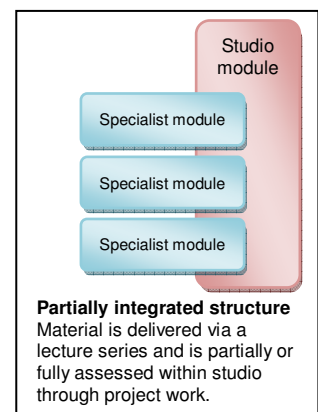 Studio
module
Specialist module
Specialist module
Specialist module
Partially integrated structure
Material is delivered via a
lecture series and is partially or
fully assessed within studio
through project work.